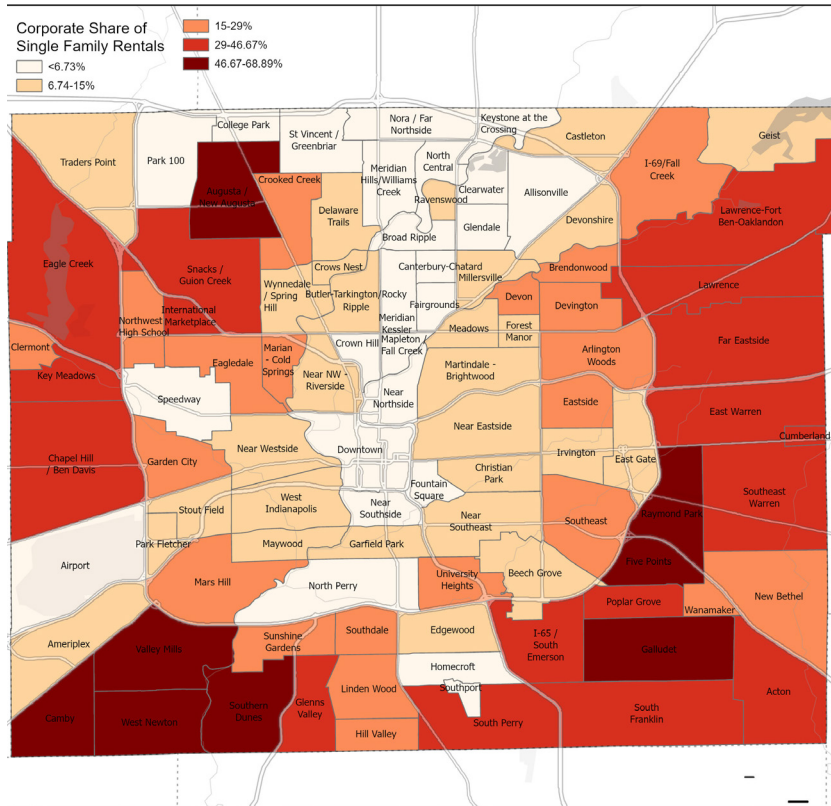 Corporate Share of
Single Family Rentals
<6.73%
6.74-15%
15-29%
29-46.67%
46.67-68.89%
College Park
Nora / Far
Northside
Keystone at the
Crossing
St Vincent /
Greenbriar
Castleton
Geist
Traders Point
Park 100
Meridian
Hills/Williams
Creek
North
Central
I-69/Fall
Creek
Augusta /
New Augusta
Crooked Creek
Ravenswood
Clearwater
Allisonville
Delaware
Trails
Lawrence-Fort
Ben-Oaklandon
Devonshire
Glendale
Broad Ripple
Eagle Creek
Snacks /
Guion Creek
Crows Nest
Canterbury-Chatard
Millersville
Brendonwood
Wynnedale
/ Spring
Hill
Butler-Tarkington/Rocky
Ripple
Lawrence
Devon
Devington
Fairgrounds
Northwest
High School
International
Marketplace
Meridian
Kessler
Meadows
Forest
Manor
Clermont
Crown Hill
Mapleton /
Fall Creek
Far Eastside
Marian
- Cold
Springs
Arlington
Woods
Eagledale
Key Meadows
Near NW -
Riverside
Martindale -
Brightwood
Speedway
Near
Northside
Eastside
East Warren
Near Eastside
Cumberland
Near Westside
Downtown
Chapel Hill
/ Ben Davis
Garden City
Irvington
East Gate
Christian
Park
Southeast
Warren
Fountain
Square
West
Indianapolis
Stout Field
Near
Southside
Raymond Park
Near
Southeast
Southeast
Park Fletcher
Maywood
Garfield Park
Airport
Five Points
Beech Grove
Mars Hill
University
Heights
North Perry
New Bethel
Poplar Grove
Wanamaker
Ameriplex
Valley Mills
Sunshine
Gardens
Southdale
Edgewood
I-65 /
South
Emerson
Galludet
Homecroft
Linden Wood
Southport
Acton
Glenns
Valley
Southern
Dunes
South
Franklin
Camby
West Newton
South Perry
Hill Valley